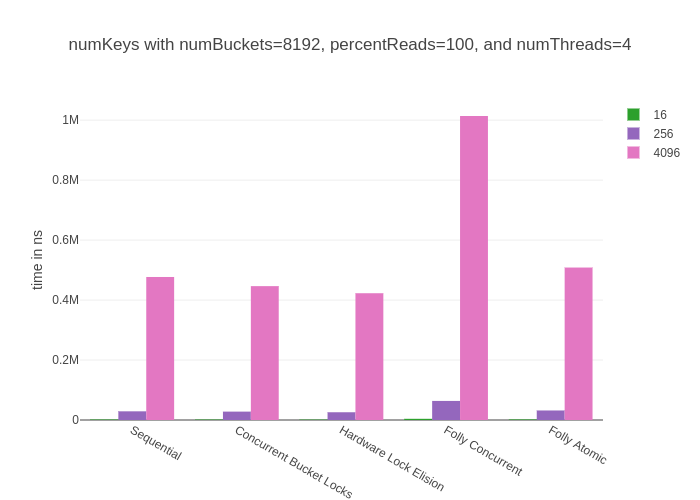 numKeys with numBuckets=8192, percentReads=100, and numThreads=4
16
256
4096
time in ns
1M
0.8M
0.6M
0.4M
0.2M
0
Sequential
Concurrent Bucket Locks
Hardware Lock Elision
Folly Concurrent
Folly Atomic